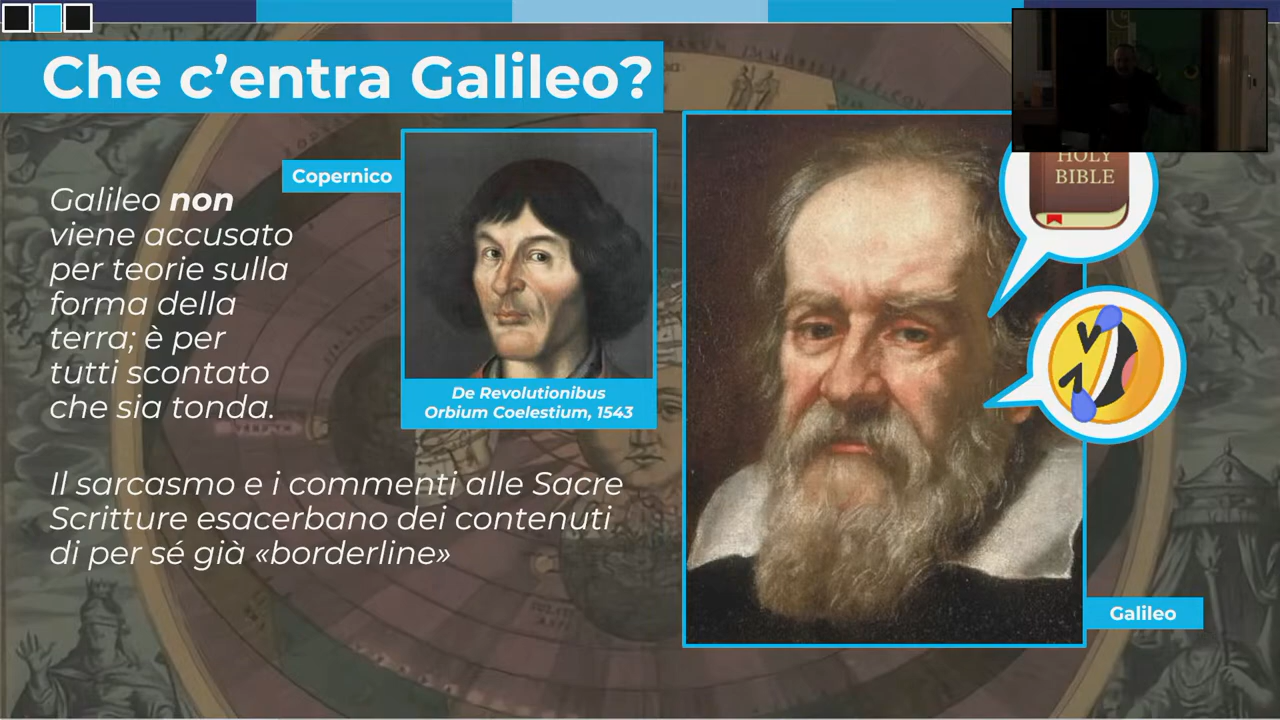 Che c’entra Galileo?
Copernico
Galileo non
viene accusato
per teorie sulla
forma della
terra; è per
tutti scontato
che sia tonda.
De Revolutionibus
Orbium Coelestium, 1543
HOLY
BIBLE
Il sarcasmo e i commenti alle Sacre
Scritture esacerbano dei contenuti
di per sé già «borderline»
Galileo